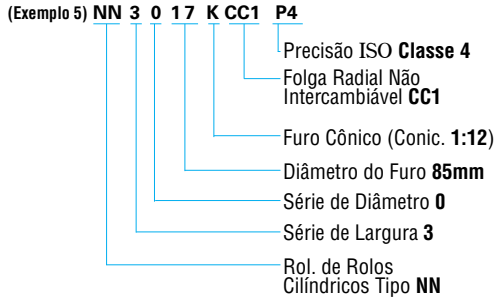 (Exemplo 5) NN 3 0 17 K CC1 P4
Precisão ISO Classe 4
Folga Radial Não
Intercambiável CC1
Furo Cônico (Conic. 1:12)
Diâmetro do Furo 85mm
Série de Diâmetro 0
Série de Largura 3
Rol. de Rolos
Cilíndricos Tipo NN